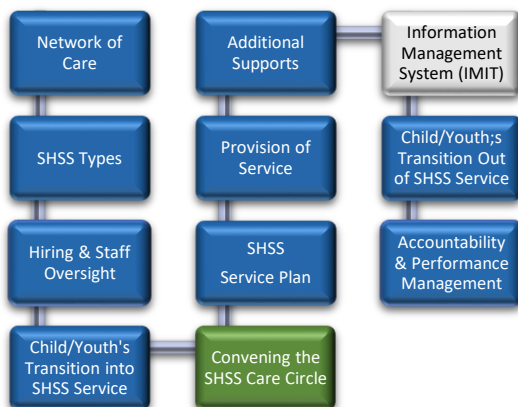 Network of
Care
SHSS Types
Hiring & Staff
Oversight
Child/Youth's
Transition into
SHSS Service
Convening the
SHSS Care Circle
SHSS
Service Plan
Provision of
Service
Additional
Supports
Information
Management
System (IMIT)
Child/Youth;s
Transition Out
of SHSS Service
Accountability
& Performance
Management